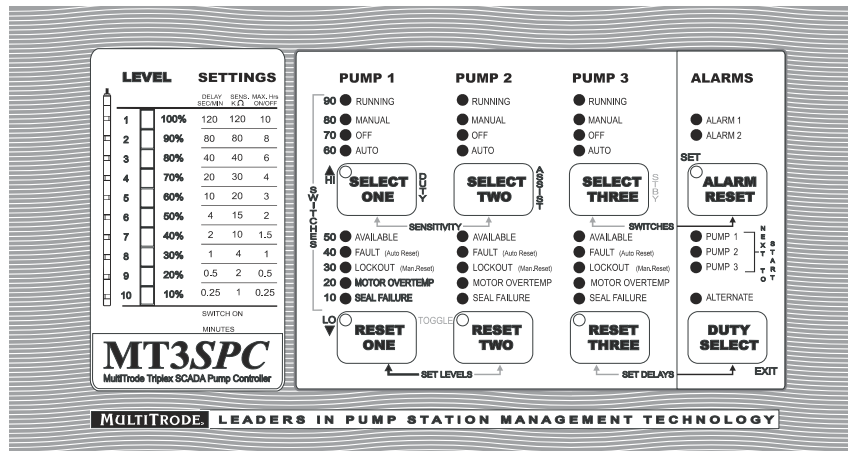 LEVEL SETTINGS
DELAY SEC/MIN SENS. KΩ MAX. Hrs ON/OFF
1 100% 120 120 10
2 90% 80 80 8
3 80% 40 40 6
4 70% 20 30 4
5 60% 10 20 3
6 50% 4 15 2
7 40% 2 10 1.5
8 30% 1 4 1
9 20% 0.5 2 0.5
10 10% 0.25 1 0.25
SWITCH ON
MINUTES
MT3SPC
MultiTrode Triplex SCADA Pump Controller
PUMP 1 PUMP 2 PUMP 3 ALARMS
90 RUNNING RUNNING RUNNING
80 MANUAL MANUAL MANUAL ALARM 1
70 OFF OFF OFF ALARM 2
60 AUTO AUTO AUTO
SET
HI
SWITCHES
SELECT ONE
DUTY
SELECT TWO
ASSIST
SELECT THREE
STBY
ALARM RESET
SENSITIVITY SWITCHES
50 AVAILABLE AVAILABLE AVAILABLE PUMP 1
40 FAULT (Auto Reset) FAULT (Auto Reset) FAULT (Auto Reset) PUMP 2
30 LOCKOUT (Man.Reset) LOCKOUT (Man.Reset) LOCKOUT (Man.Reset) PUMP 3
NEXT TO START
20 MOTOR OVERTEMP MOTOR OVERTEMP MOTOR OVERTEMP
10 SEAL FAILURE SEAL FAILURE SEAL FAILURE ALTERNATE
LO
RESET ONE
TOGGLE
RESET TWO
RESET THREE
DUTY SELECT
SET LEVELS SET DELAYS EXIT
MULTITRODE® LEADERS IN PUMP STATION MANAGEMENT TECHNOLOGY